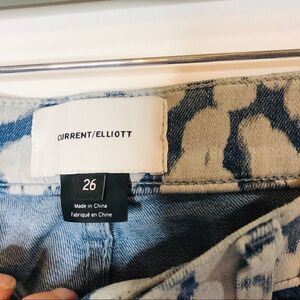 CURRENT/ELLIOTT
26
Made in China
Fabriqué en Chine